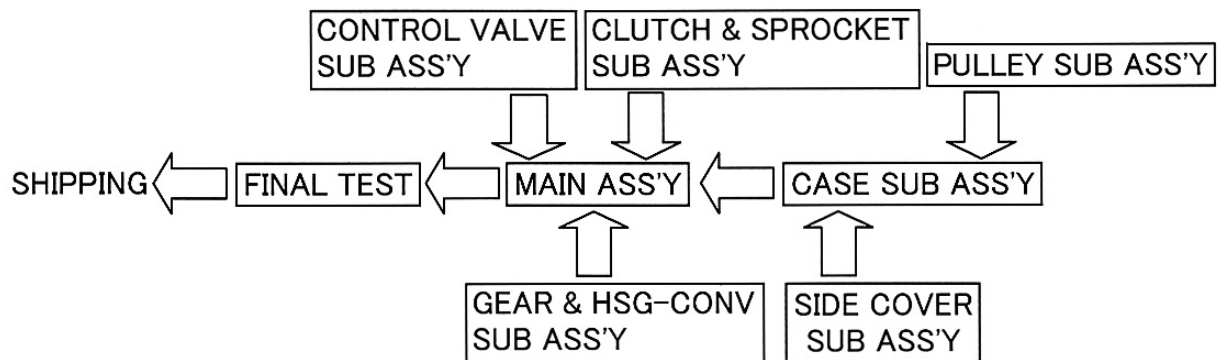 CONTROL VALVE
SUB ASS'Y
CLUTCH & SPROCKET
SUB ASS'Y
PULLEY SUB ASS'Y
SHIPPING
FINAL TEST
MAIN ASS'Y
CASE SUB ASS'Y
GEAR & HSG-CONV
SUB ASS'Y
SIDE COVER
SUB ASS'Y